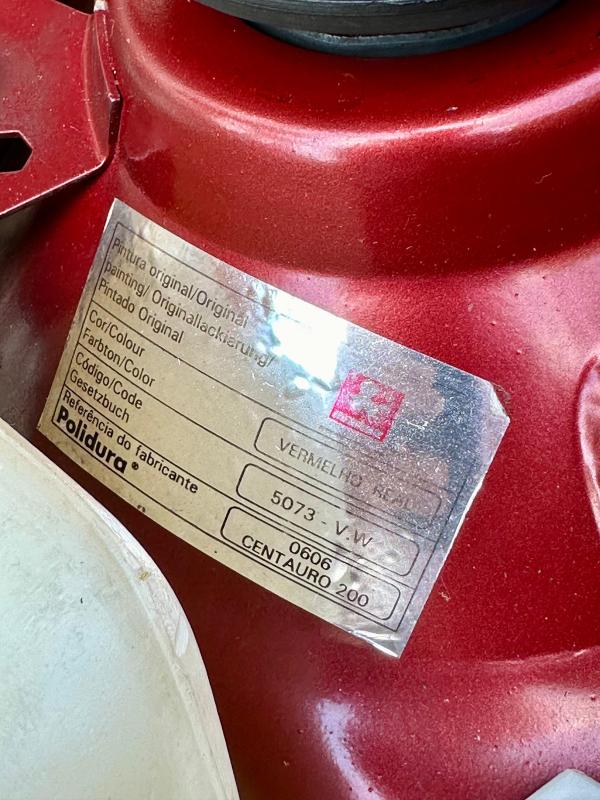 Pintura original/Original
painting/Originallackierung/
Pintado Original
Cor/Colour
Farbton/Color
VERMELHO REAL
Código/Code
Gesetzbuch
5073 - V.W
Referência do fabricante
0606
Polidura®
CENTAURO 200